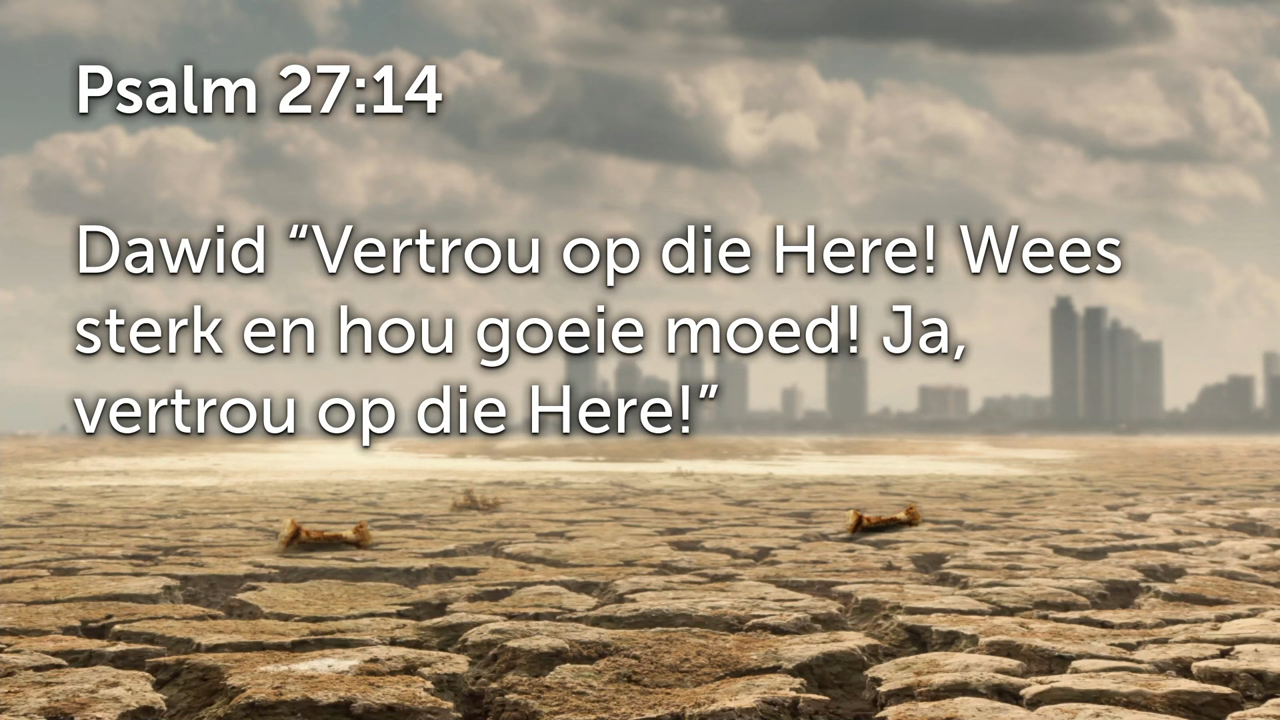 Psalm 27:14
Dawid “Vertrou op die Here! Wees
sterk en hou goeie moed! Ja,
vertrou op die Here!”